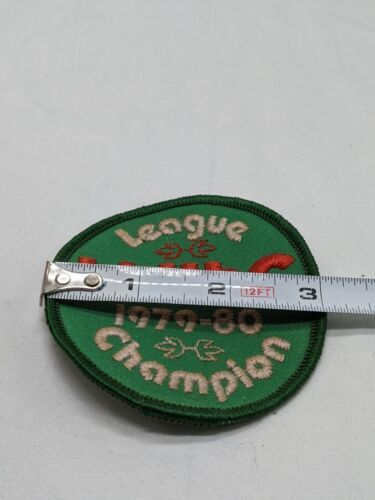 League
1 2 12FT 3
1979-80
Champion